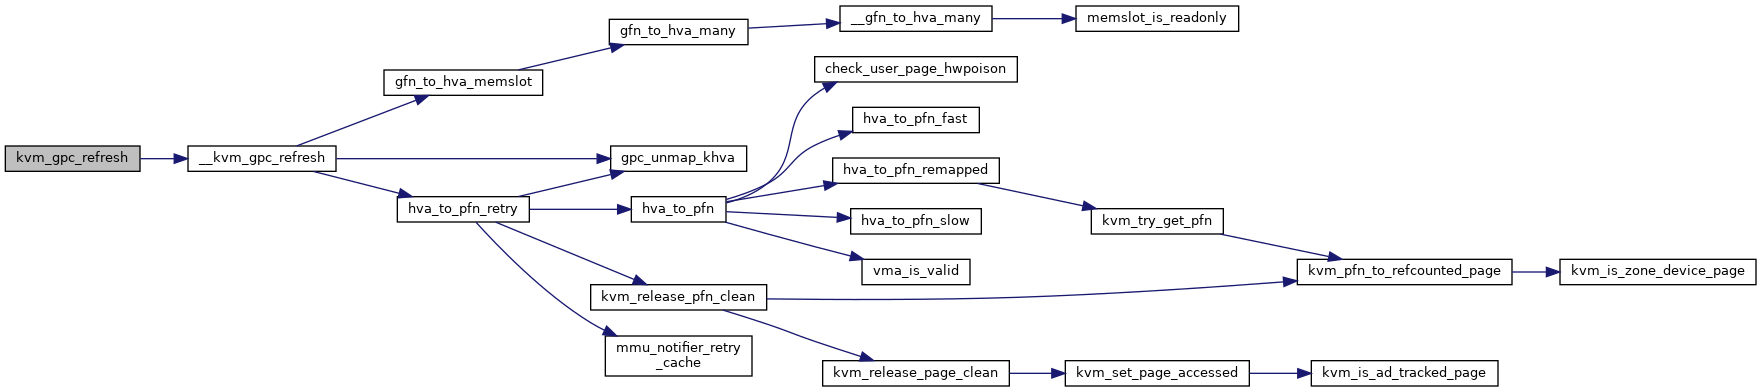 __gfn_to_hva_many
memslot_is_readonly
gfn_to_hva_many
check_user_page_hwpoison
gfn_to_hva_memslot
hva_to_pfn_fast
kvm_gpc_refresh
__kvm_gpc_refresh
gpc_unmap_khva
hva_to_pfn_remapped
hva_to_pfn_retry
hva_to_pfn
hva_to_pfn_slow
kvm_try_get_pfn
vma_is_valid
kvm_pfn_to_refcounted_page
kvm_is_zone_device_page
kvm_release_pfn_clean
mmu_notifier_retry
_cache
kvm_release_page_clean
kvm_set_page_accessed
kvm_is_ad_tracked_page